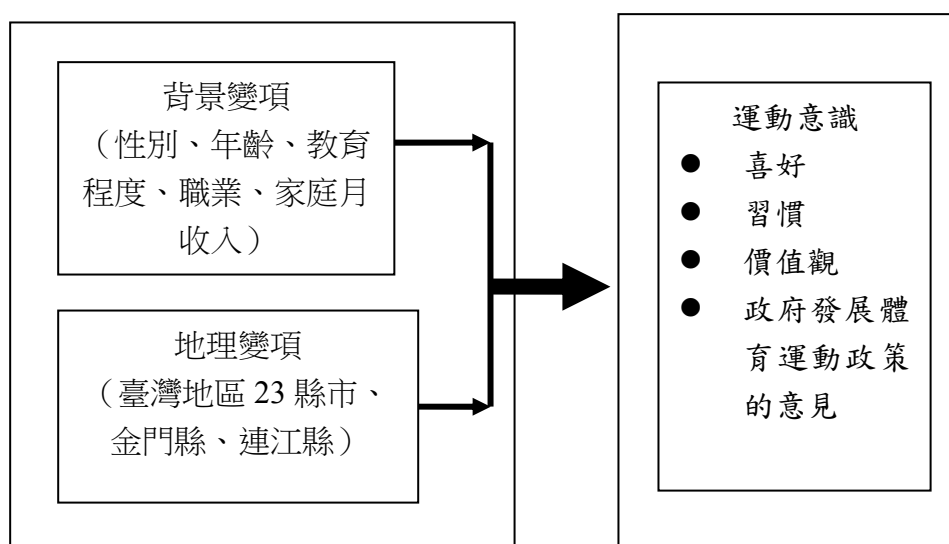 背景變項
（性別、年齡、教育
程度、職業、家庭月
收入）
地理變項
（臺灣地區 23 縣市、
金門縣、連江縣）
運動意識
● 喜好
● 習慣
● 價值觀
● 政府發展體
育運動政策
的意見